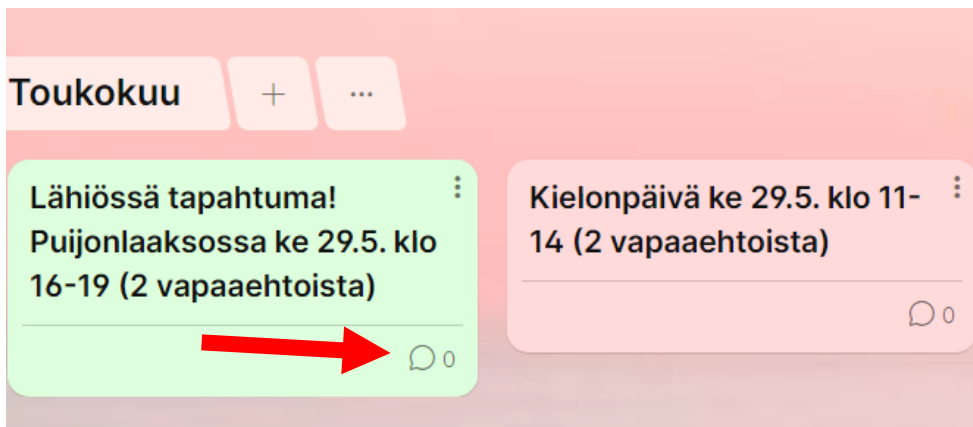 Toukokuu + ...
Lähiössä tapahtuma!
Puijonlaaksossa ke 29.5. klo
16-19 (2 vapaaehtoista)
0
Kielonpäivä ke 29.5. klo 11-
14 (2 vapaaehtoista)
0